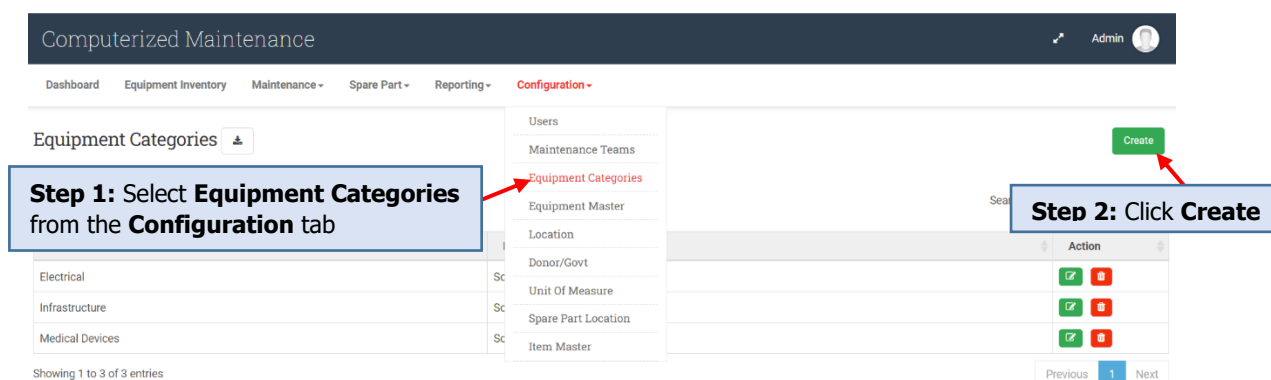 Computerized Maintenance
Admin
Dashboard Equipment Inventory Maintenance Spare Part Reporting Configuration
Users
Equipment Categories
Create
Maintenance Teams
Equipment Categories
Step 1: Select Equipment Categories
from the Configuration tab
Equipment Master
Step 2: Click Create
Location
Action
Donor/Govt
Electrical
Unit Of Measure
Infrastructure
Spare Part Location
Medical Devices
Item Master
Showing 1 to 3 of 3 entries
Previous 1 Next